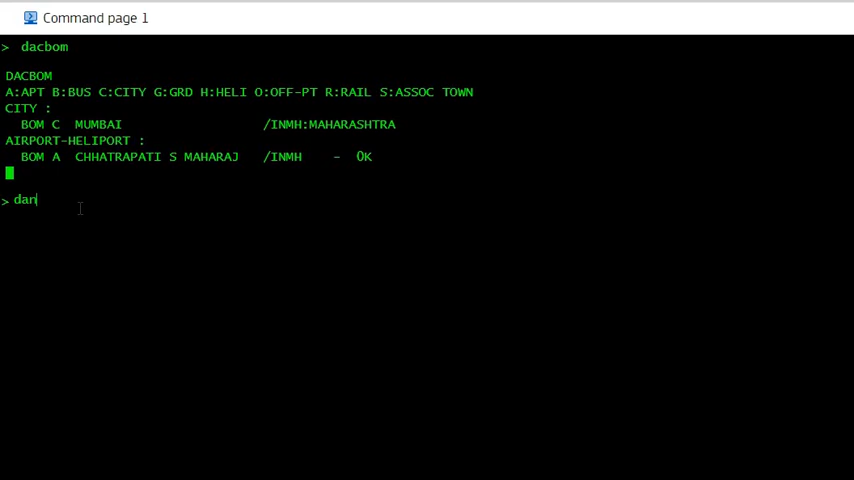 Command page 1
> dacbom
DACBOM
A:APT B:BUS C:CITY G:GRD H:HELI O:OFF-PT R:RAIL S:ASSOC TOWN
CITY :
BOM C MUMBAI /INMH:MAHARASHTRA
AIRPORT-HELIPORT :
BOM A CHHATRAPATI S MAHARAJ /INMH - 0K
> dan